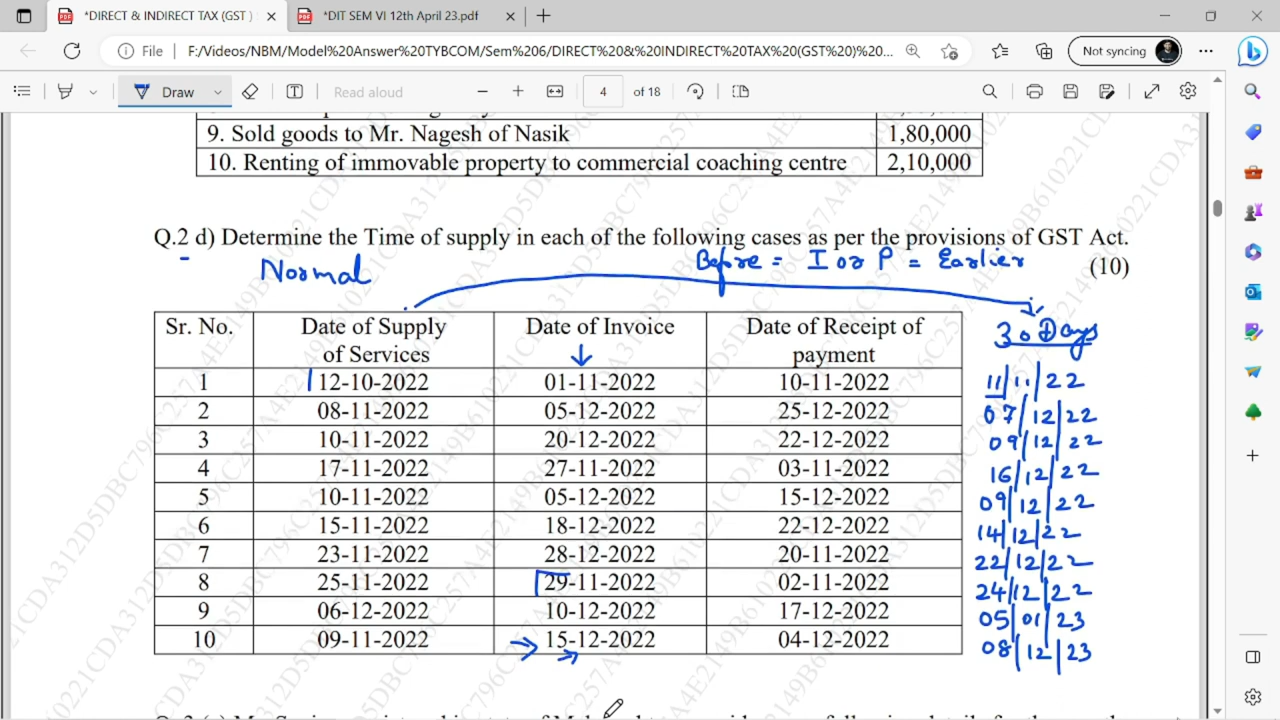 *DIRECT & INDIRECT TAX (GST )
*DIT SEM VI 12th April 23.pdf
File F:/Videos/NBM/Model%20Answer%20TYBCOM/Sem%206/DIRECT%20&%20INDIRECT%20TAX%20(GST%20)%20... Not syncing
Draw Read aloud 4 of 18
9. Sold goods to Mr. Nagesh of Nasik 1,80,000
10. Renting of immovable property to commercial coaching centre 2,10,000
Q.2 d) Determine the Time of supply in each of the following cases as per the provisions of GST Act.
Normal Before = I or P = Earlier (10)
Sr. No. Date of Supply of Services Date of Invoice Date of Receipt of payment 30 Days
1 12-10-2022 01-11-2022 10-11-2022 11/11/22
2 08-11-2022 05-12-2022 25-12-2022 07/12/22
3 10-11-2022 20-12-2022 22-12-2022 09/12/22
4 17-11-2022 27-11-2022 03-11-2022 16/12/22
5 10-11-2022 05-12-2022 15-12-2022 09/12/22
6 15-11-2022 18-12-2022 22-12-2022 14/12/22
7 23-11-2022 28-12-2022 20-11-2022 22/12/22
8 25-11-2022 29-11-2022 02-11-2022 24/12/22
9 06-12-2022 10-12-2022 17-12-2022 05/01/23
10 09-11-2022 15-12-2022 04-12-2022 08/12/23